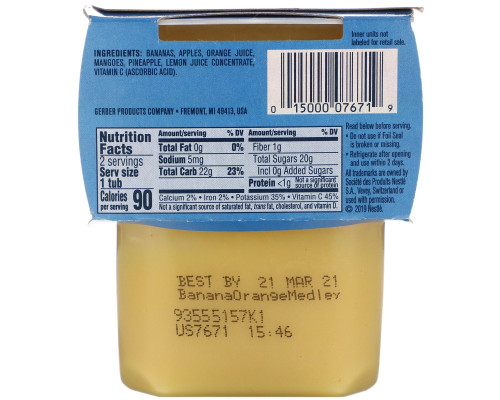 Inner units not
labeled for retail sale.
INGREDIENTS: BANANAS, APPLES, ORANGE JUICE,
MANGOES, PINEAPPLE, LEMON JUICE CONCENTRATE,
VITAMIN C (ASCORBIC ACID).
GERBER PRODUCTS COMPANY • FREMONT, MI 49413, USA
0 15000 07671 9
Nutrition
Facts
2 servings
Serv size
1 tub
Calories
per serving 90
Amount/serving % DV
Total Fat 0g 0%
Sodium 5mg
Total Carb 22g 23%
Amount/serving % DV
Fiber 1g
Total Sugars 20g
Incl 0g Added Sugars
Protein <1g Not a significant
source of protein
Calcium 2% • Iron 2% • Potassium 35% • Vitamin C 45%
Not a significant source of saturated fat, trans fat, cholesterol, and vitamin D.
Read below before serving.
• Do not use if Foil Seal
is broken or missing.
• Refrigerate after opening
and use within 2 days.
All trademarks are owned by
Société des Produits Nestlé
S.A., Vevey, Switzerland or
used with permission.
© 2019 Nestlé.
BEST BY 21 MAR 21
BananaOrangeMedley
93555157K1
US7671 15:46